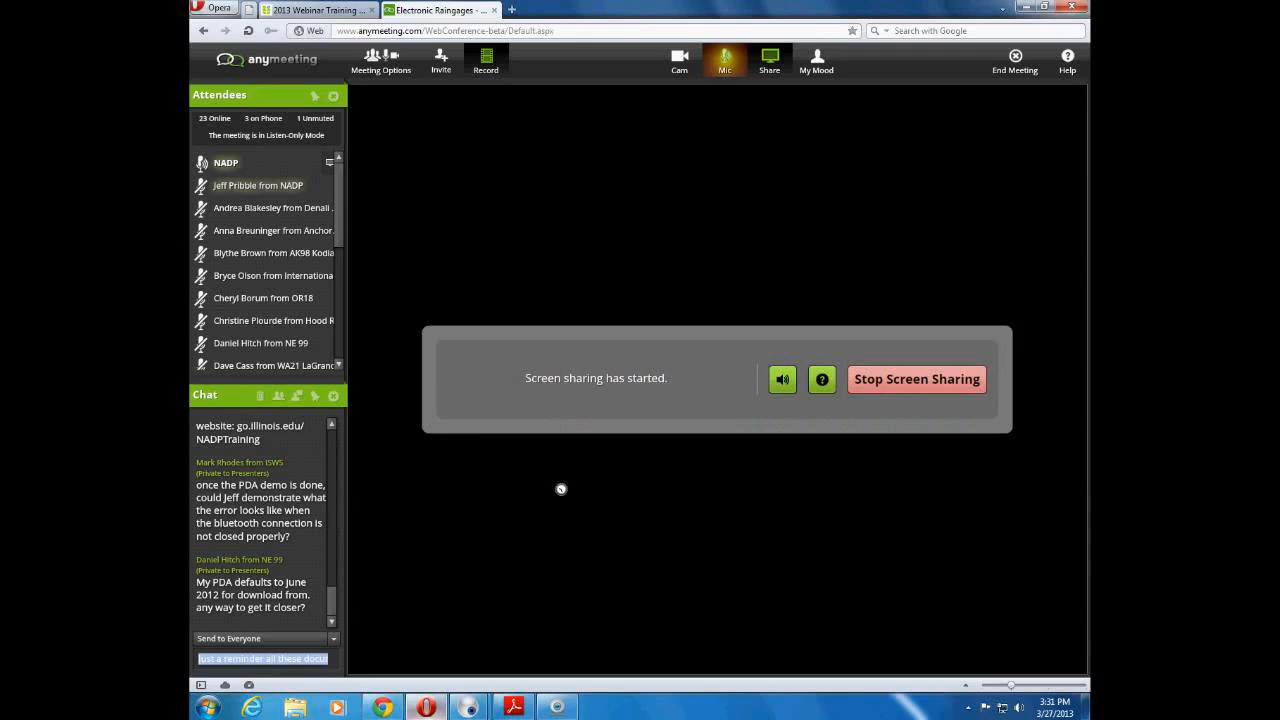 Opera
2013 Webinar Training ...
Electronic Raingages - ...
Web
www.anymeeting.com/WebConference-beta/Default.aspx
Search with Google
anymeeting
Meeting Options
Invite
Record
Cam
Mic
Share
My Mood
End Meeting
Help
Attendees
23 Online
3 on Phone
1 Unmuted
The meeting is in Listen-Only Mode
NADP
Jeff Pribble from NADP
Andrea Blakesley from Denali .
Anna Breuninger from Anchor.
Blythe Brown from AK98 Kodia
Bryce Olson from Internationa
Cheryl Borum from OR18
Christine Plourde from Hood R
Daniel Hitch from NE 99
Dave Cass from WA21 LaGrand
Screen sharing has started.
Stop Screen Sharing
Chat
website: go.illinois.edu/
NADPTraining
Mark Rhodes from ISWS
(Private to Presenters)
once the PDA demo is done,
could Jeff demonstrate what
the error looks like when
the bluetooth connection is
not closed properly?
Daniel Hitch from NE 99
(Private to Presenters)
My PDA defaults to June
2012 for download from.
any way to get it closer?
Send to Everyone
Just a reminder all these docur
3:31 PM
3/27/2013